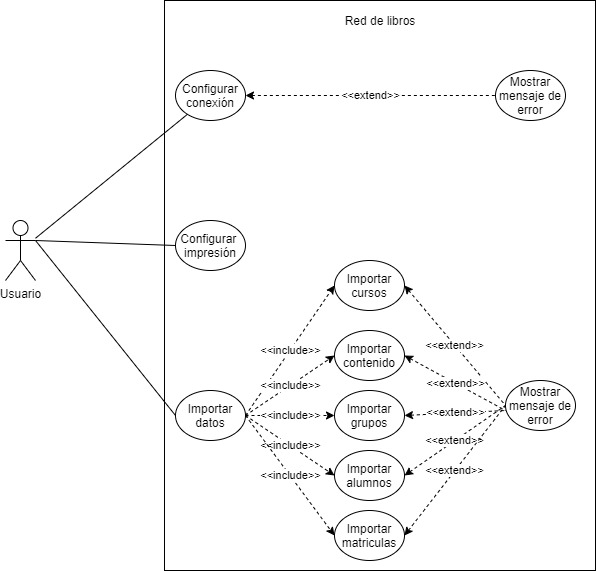 Red de libros
Configurar
conexión
<<extend>>
Mostrar
mensaje de
error
Configurar
impresión
Usuario
Importar
datos
<<include>>
<<include>>
<<include>>
<<include>>
<<include>>
Importar
cursos
Importar
contenido
Importar
grupos
Importar
alumnos
Importar
matriculas
<<extend>>
<<extend>>
<<extend>>
<<extend>>
<<extend>>
Mostrar
mensaje de
error